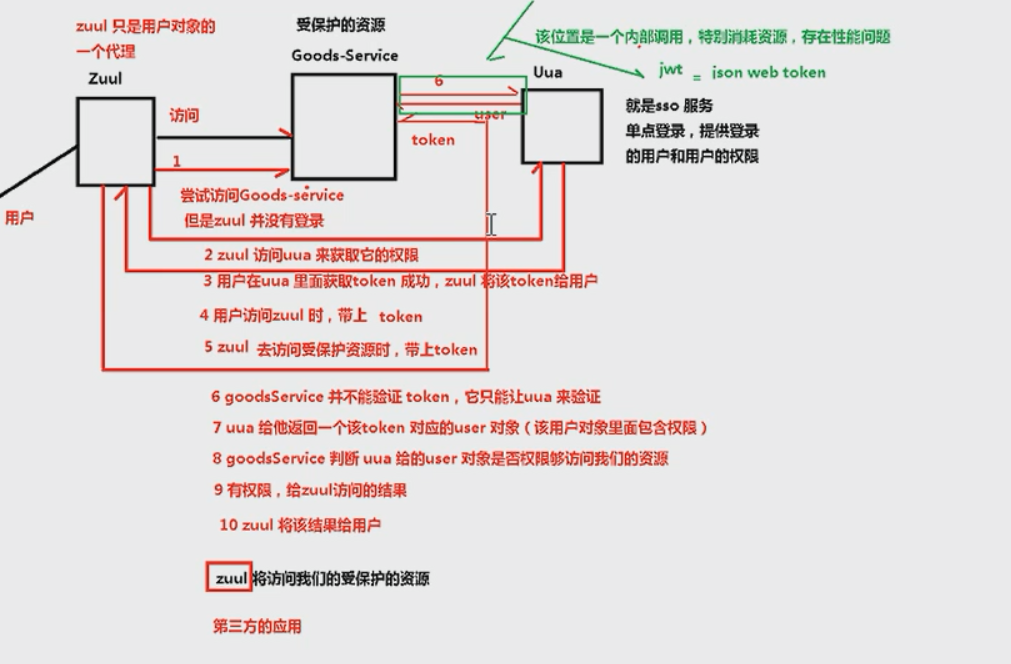 zuul 只是用户对象的
一个代理
Zuul
受保护的资源
Goods-Service
该位置是一个内部调用，特别消耗资源，存在性能问题
jwt = json web token
Uua
就是sso 服务
单点登录，提供登录
的用户和用户的权限
访问
6
user
token
1
用户
尝试访问Goods-service
但是zuul 并没有登录
2 zuul 访问uua 来获取它的权限
3 用户在uua 里面获取token 成功，zuul 将该token给用户
4 用户访问zuul 时，带上 token
5 zuul 去访问受保护资源时，带上token
6 goodsService 并不能验证 token，它只能让uua 来验证
7 uua 给他返回一个该token 对应的user 对象（该用户对象里面包含权限）
8 goodsService 判断 uua 给的user 对象是否权限够访问我们的资源
9 有权限，给zuul访问的结果
10 zuul 将该结果给用户
zuul 将访问我们的受保护的资源
第三方的应用